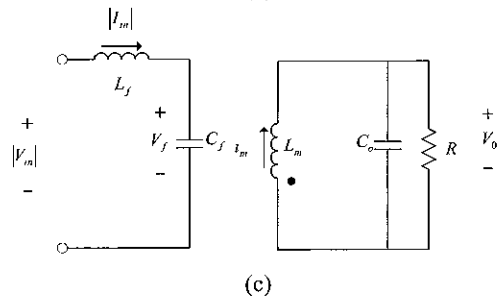 |I_in|
L_f
+ + +
V_f C_f i_m L_m C_o R V_0
|V_in|
− − −
(c)